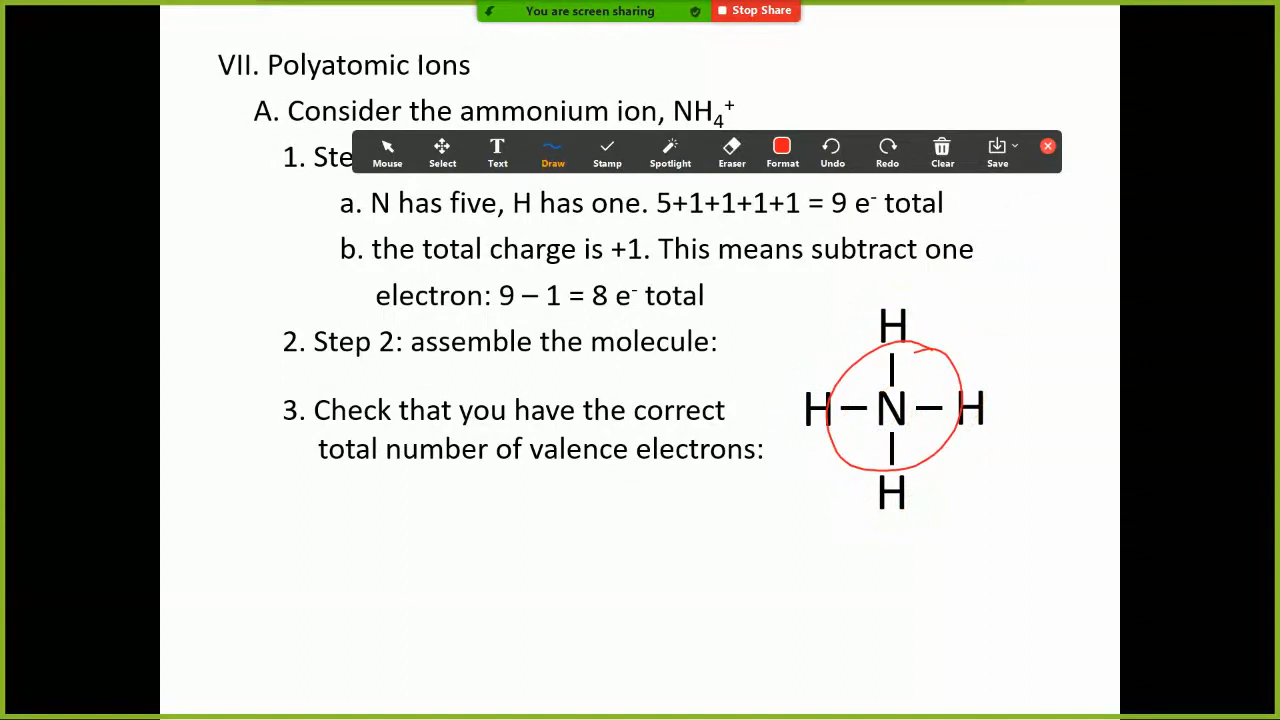 You are screen sharing
Stop Share
VII. Polyatomic Ions
A. Consider the ammonium ion, NH₄⁺
Mouse Select Text Draw Stamp Spotlight Eraser Format Undo Redo Clear Save
1. Ste
a. N has five, H has one. 5+1+1+1+1 = 9 e⁻ total
b. the total charge is +1. This means subtract one
electron: 9 – 1 = 8 e⁻ total
2. Step 2: assemble the molecule:
3. Check that you have the correct
total number of valence electrons:
H
H – N – H
H